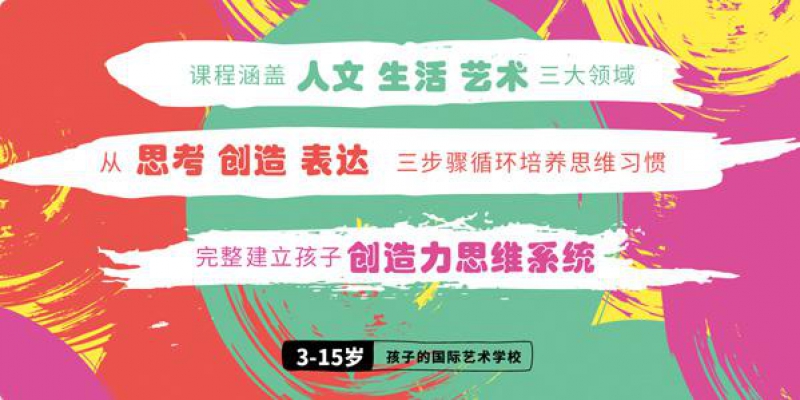 课程涵盖 人文 生活 艺术 三大领域
从 思考 创造 表达 三步骤循环培养思维习惯
完整建立孩子创造力思维系统
3-15岁 孩子的国际艺术学校